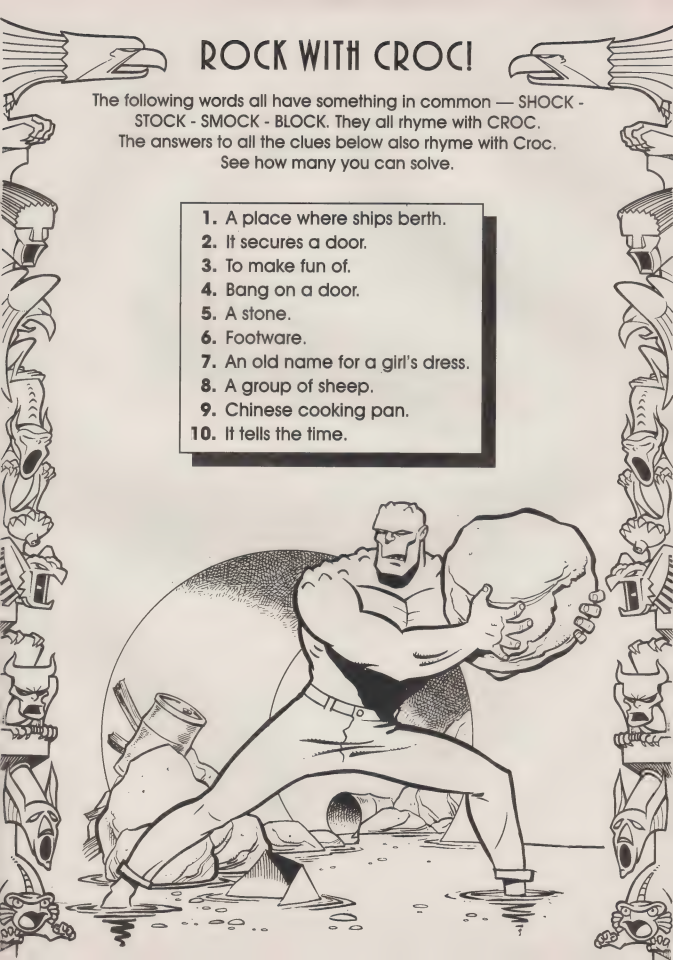 ROCK WITH CROC!
The following words all have something in common — SHOCK -
STOCK - SMOCK - BLOCK. They all rhyme with CROC.
The answers to all the clues below also rhyme with Croc.
See how many you can solve.
1. A place where ships berth.
2. It secures a door.
3. To make fun of.
4. Bang on a door.
5. A stone.
6. Footware.
7. An old name for a girl's dress.
8. A group of sheep.
9. Chinese cooking pan.
10. It tells the time.